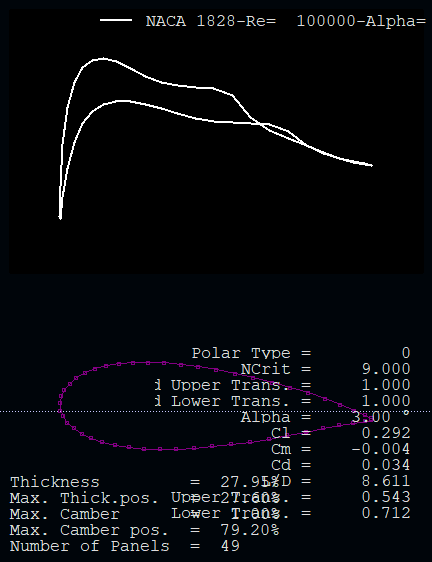 NACA 1828-Re=  100000-Alpha=
Polar Type = 0
NCrit = 9.000
i Upper Trans. = 1.000
i Lower Trans. = 1.000
Alpha = 3.00 °
Cl = 0.292
Cm = -0.004
Cd = 0.034
L/D = 8.611
Upper Trans. = 0.543
Lower Trans. = 0.712
Thickness = 27.95%
Max. Thick.pos. = 27.60%
Max. Camber =
Max. Camber pos. = 79.20%
Number of Panels = 49